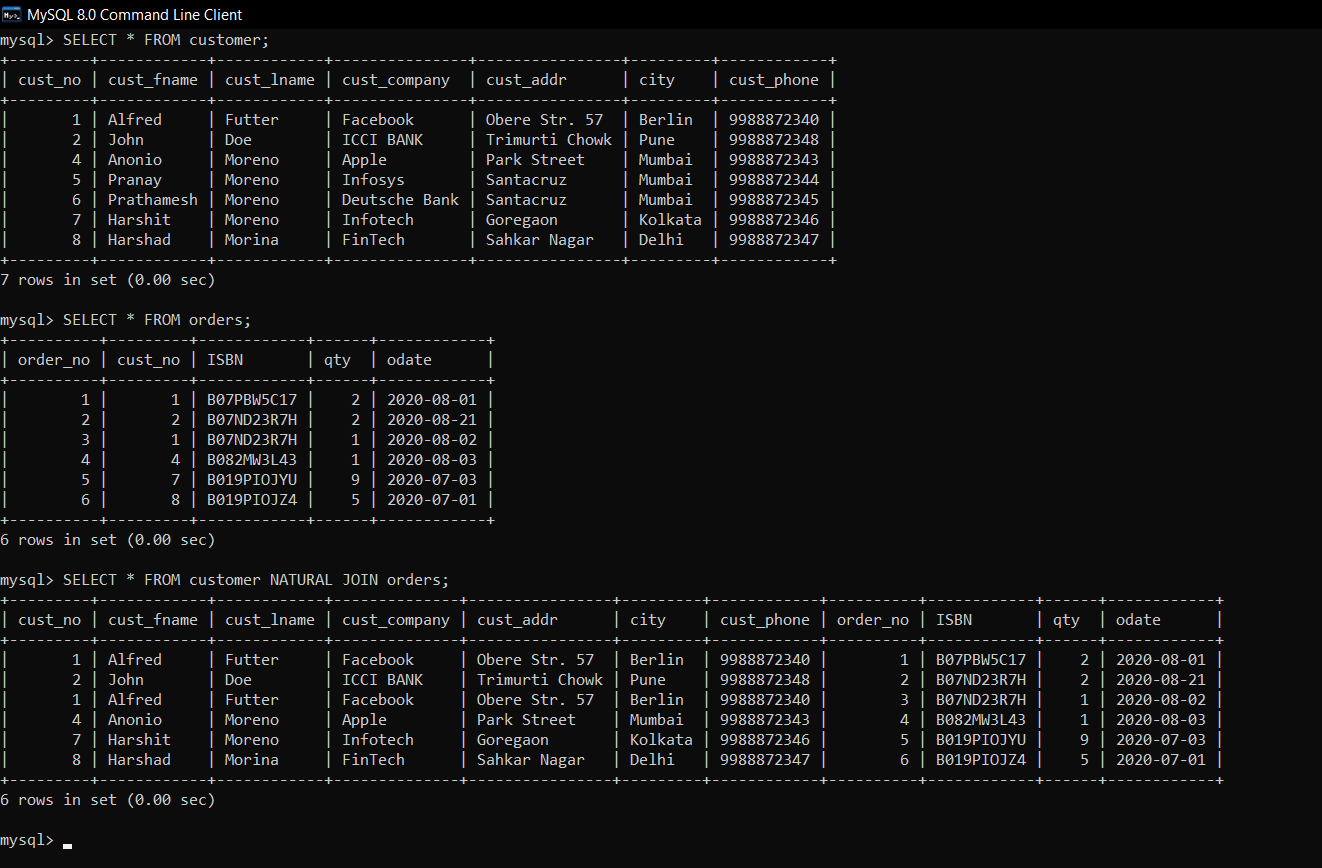 MySQL 8.0 Command Line Client
mysql> SELECT * FROM customer;
+---------+------------+------------+---------------+----------------+---------+------------+
| cust_no | cust_fname | cust_lname | cust_company  | cust_addr      | city    | cust_phone |
+---------+------------+------------+---------------+----------------+---------+------------+
|       1 | Alfred     | Futter     | Facebook      | Obere Str. 57  | Berlin  | 9988872340 |
|       2 | John       | Doe        | ICCI BANK     | Trimurti Chowk | Pune    | 9988872348 |
|       4 | Anonio     | Moreno     | Apple         | Park Street    | Mumbai  | 9988872343 |
|       5 | Pranay     | Moreno     | Infosys       | Santacruz      | Mumbai  | 9988872344 |
|       6 | Prathamesh | Moreno     | Deutsche Bank | Santacruz      | Mumbai  | 9988872345 |
|       7 | Harshit    | Moreno     | Infotech      | Goregaon       | Kolkata | 9988872346 |
|       8 | Harshad    | Morina     | FinTech       | Sahkar Nagar   | Delhi   | 9988872347 |
+---------+------------+------------+---------------+----------------+---------+------------+
7 rows in set (0.00 sec)
mysql> SELECT * FROM orders;
+----------+---------+------------+------+------------+
| order_no | cust_no | ISBN       | qty  | odate      |
+----------+---------+------------+------+------------+
|        1 |       1 | B07PBW5C17 |    2 | 2020-08-01 |
|        2 |       2 | B07ND23R7H |    2 | 2020-08-21 |
|        3 |       1 | B07ND23R7H |    1 | 2020-08-02 |
|        4 |       4 | B082MW3L43 |    1 | 2020-08-03 |
|        5 |       7 | B019PIOJYU |    9 | 2020-07-03 |
|        6 |       8 | B019PIOJZ4 |    5 | 2020-07-01 |
+----------+---------+------------+------+------------+
6 rows in set (0.00 sec)
mysql> SELECT * FROM customer NATURAL JOIN orders;
+---------+------------+------------+--------------+----------------+---------+------------+----------+------------+------+------------+
| cust_no | cust_fname | cust_lname | cust_company | cust_addr      | city    | cust_phone | order_no | ISBN       | qty  | odate      |
+---------+------------+------------+--------------+----------------+---------+------------+----------+------------+------+------------+
|       1 | Alfred     | Futter     | Facebook     | Obere Str. 57  | Berlin  | 9988872340 |        1 | B07PBW5C17 |    2 | 2020-08-01 |
|       2 | John       | Doe        | ICCI BANK    | Trimurti Chowk | Pune    | 9988872348 |        2 | B07ND23R7H |    2 | 2020-08-21 |
|       1 | Alfred     | Futter     | Facebook     | Obere Str. 57  | Berlin  | 9988872340 |        3 | B07ND23R7H |    1 | 2020-08-02 |
|       4 | Anonio     | Moreno     | Apple        | Park Street    | Mumbai  | 9988872343 |        4 | B082MW3L43 |    1 | 2020-08-03 |
|       7 | Harshit    | Moreno     | Infotech     | Goregaon       | Kolkata | 9988872346 |        5 | B019PIOJYU |    9 | 2020-07-03 |
|       8 | Harshad    | Morina     | FinTech      | Sahkar Nagar   | Delhi   | 9988872347 |        6 | B019PIOJZ4 |    5 | 2020-07-01 |
+---------+------------+------------+--------------+----------------+---------+------------+----------+------------+------+------------+
6 rows in set (0.00 sec)
mysql>